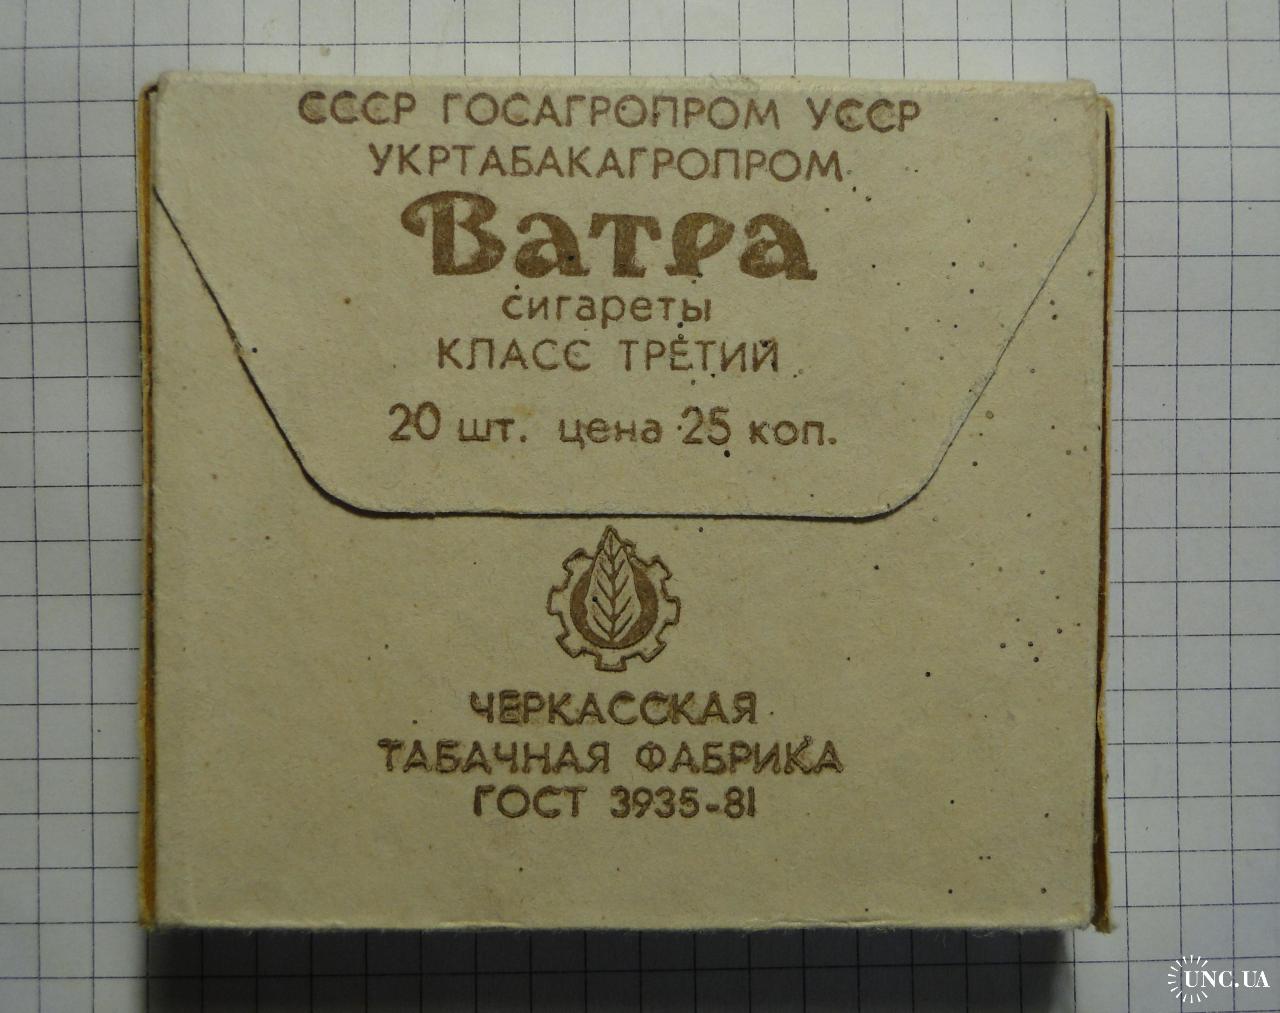 СССР ГОСАГРОПРОМ УССР
УКРТАБАКАГРОПРОМ
Ватра
сигареты
КЛАСС ТРЕТИЙ
20 шт. цена 25 коп.
ЧЕРКАССКАЯ
ТАБАЧНАЯ ФАБРИКА
ГОСТ 3935-81
UNC.UA